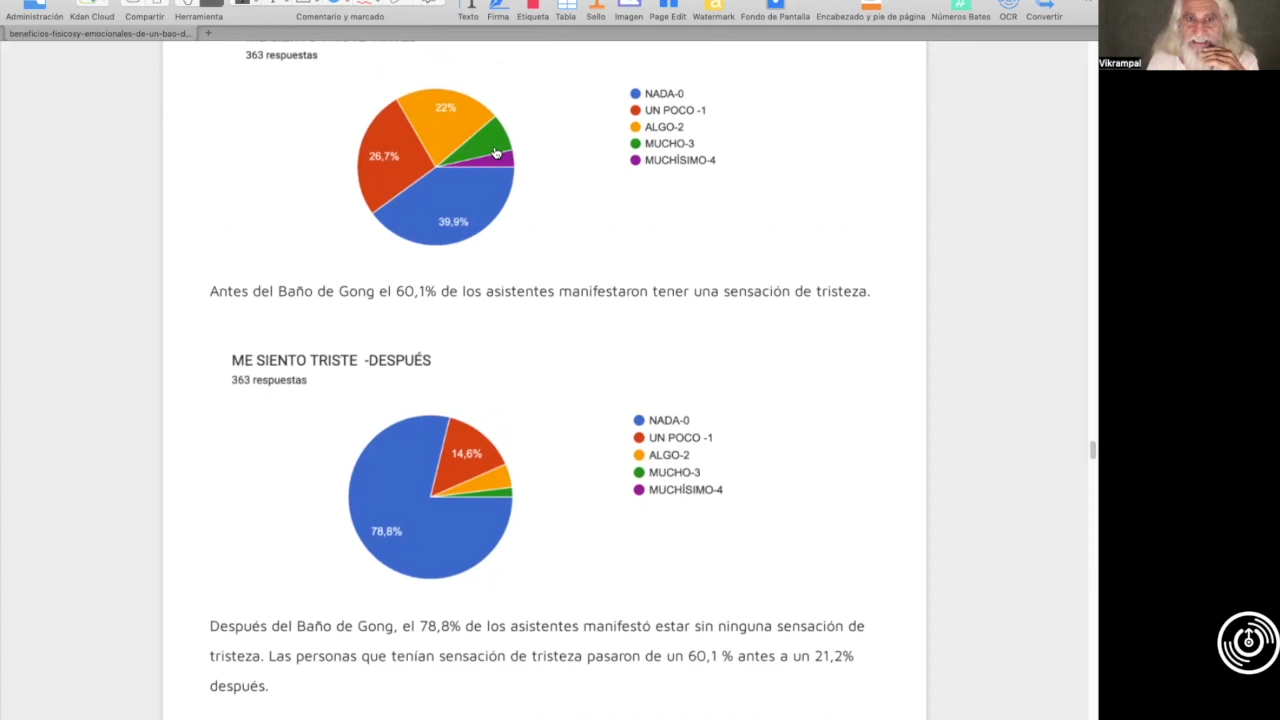 Administración Kdan Cloud Compartir Herramienta Comentario y marcado Texto Firma Etiqueta Tabla Sello Imagen Page Edit Watermark Fondo de Pantalla Encabezado y pie de página Números Bates OCR Convertir
beneficios-fisicosy-emocionales-de-un-bao-d... +
Vikrampal
363 respuestas
22%
26,7%
39,9%
NADA-0
UN POCO -1
ALGO-2
MUCHO-3
MUCHÍSIMO-4
Antes del Baño de Gong el 60,1% de los asistentes manifestaron tener una sensación de tristeza.
ME SIENTO TRISTE -DESPUÉS
363 respuestas
14,6%
78,8%
NADA-0
UN POCO -1
ALGO-2
MUCHO-3
MUCHÍSIMO-4
Después del Baño de Gong, el 78,8% de los asistentes manifestó estar sin ninguna sensación de
tristeza. Las personas que tenían sensación de tristeza pasaron de un 60,1 % antes a un 21,2%
después.